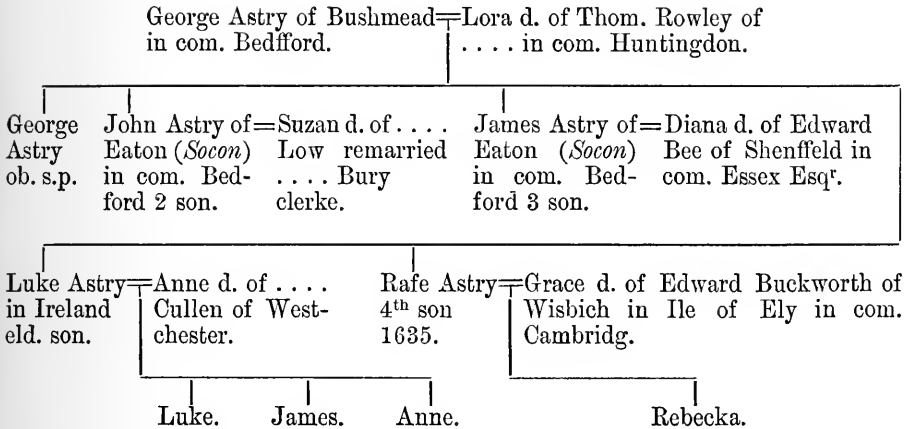 George Astry of Bushmead=Lora d. of Thom. Rowley of
in com. Bedfford. . . . . in com. Huntingdon.
George
Astry
ob. s.p.
John Astry of=Suzan d. of . . . .
Eaton (Socon) Low remarried
in com. Bed- . . . . Bury
ford 2 son. clerke.
James Astry of=Diana d. of Edward
Eaton (Socon) Bee of Shenffeld in
in com. Bed- com. Essex Esqr.
ford 3 son.
Luke Astry=Anne d. of . . . .
in Ireland Cullen of West-
eld. son. chester.
Rafe Astry=Grace d. of Edward Buckworth of
4th son Wisbich in Ile of Ely in com.
1635. Cambridg.
Luke. James. Anne. Rebecka.